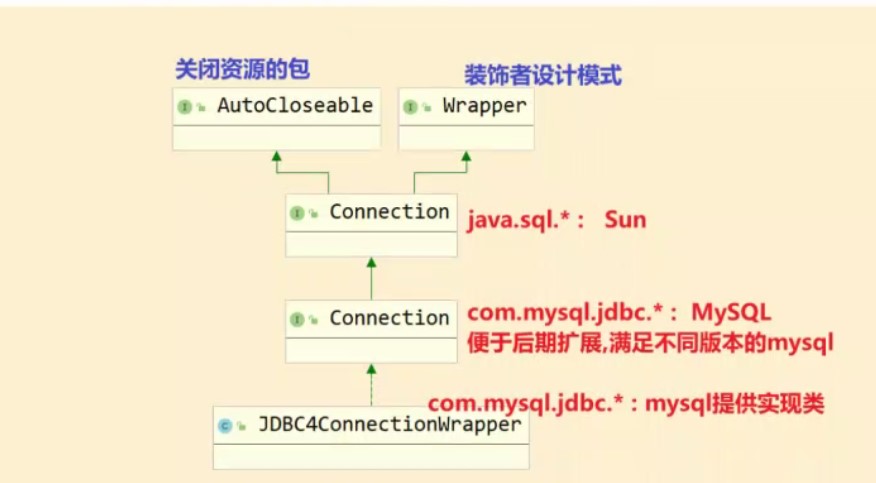 关闭资源的包
装饰者设计模式
AutoCloseable
Wrapper
Connection
java.sql.* : Sun
Connection
com.mysql.jdbc.* : MySQL
便于后期扩展,满足不同版本的mysql
com.mysql.jdbc.* : mysql提供实现类
JDBC4ConnectionWrapper